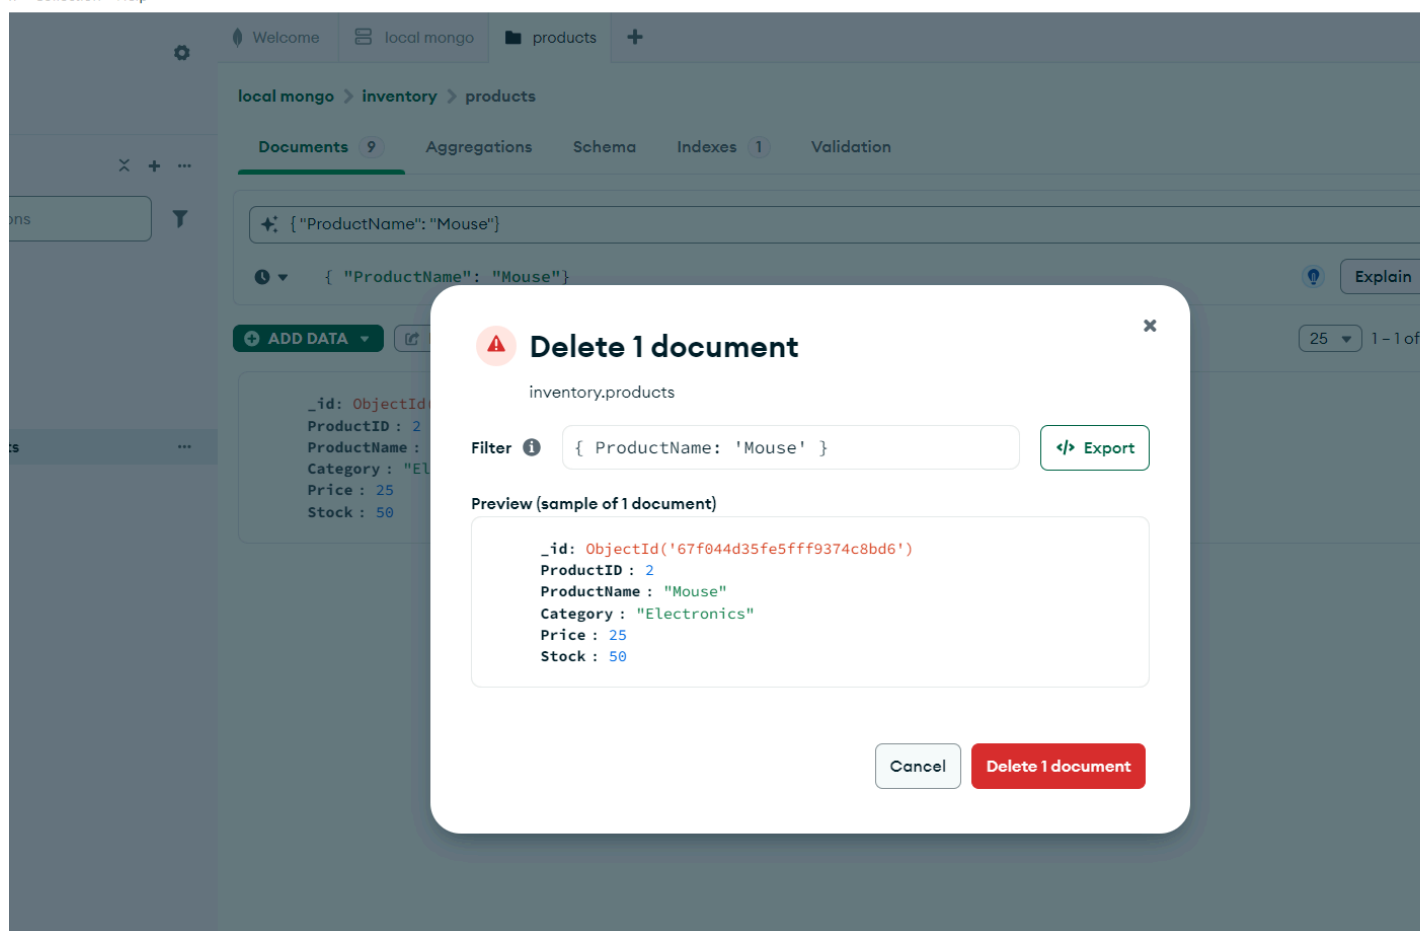 Welcome
local mongo
products
local mongo > inventory > products
Documents 9
Aggregations
Schema
Indexes 1
Validation
ons
{ "ProductName": "Mouse"}
{ "ProductName": "Mouse"}
Explain
ADD DATA
25
1 – 1 of
_id: ObjectId(
ProductID : 2
ProductName :
Category : "El
Price : 25
Stock : 50
ts
Delete 1 document
inventory.products
Filter
{ ProductName: 'Mouse' }
</> Export
Preview (sample of 1 document)
_id: ObjectId('67f044d35fe5fff9374c8bd6')
ProductID : 2
ProductName : "Mouse"
Category : "Electronics"
Price : 25
Stock : 50
Cancel
Delete 1 document